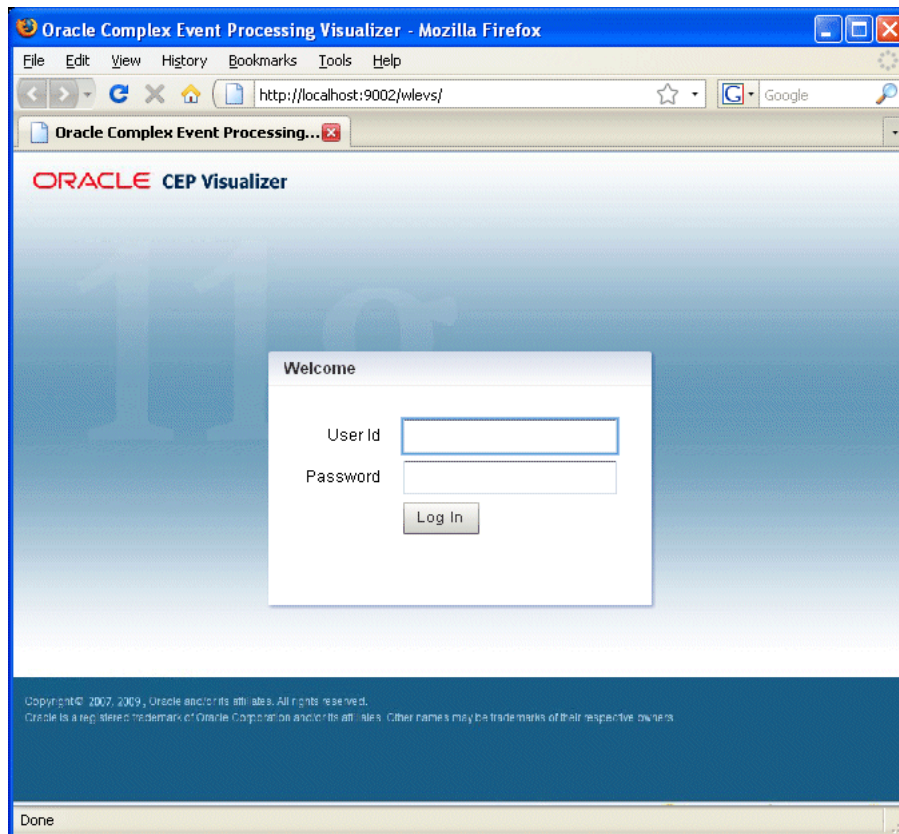 Oracle Complex Event Processing Visualizer - Mozilla Firefox
File Edit View History Bookmarks Tools Help
http://localhost:9002/wlevs/ G Google
Oracle Complex Event Processing...
ORACLE CEP Visualizer
11g
Welcome
User Id
Password
Log In
Copyright© 2007, 2009, Oracle and/or its affiliates. All rights reserved.
Oracle is a registered trademark of Oracle Corporation and/or its affiliates. Other names may be trademarks of their respective owners
Done